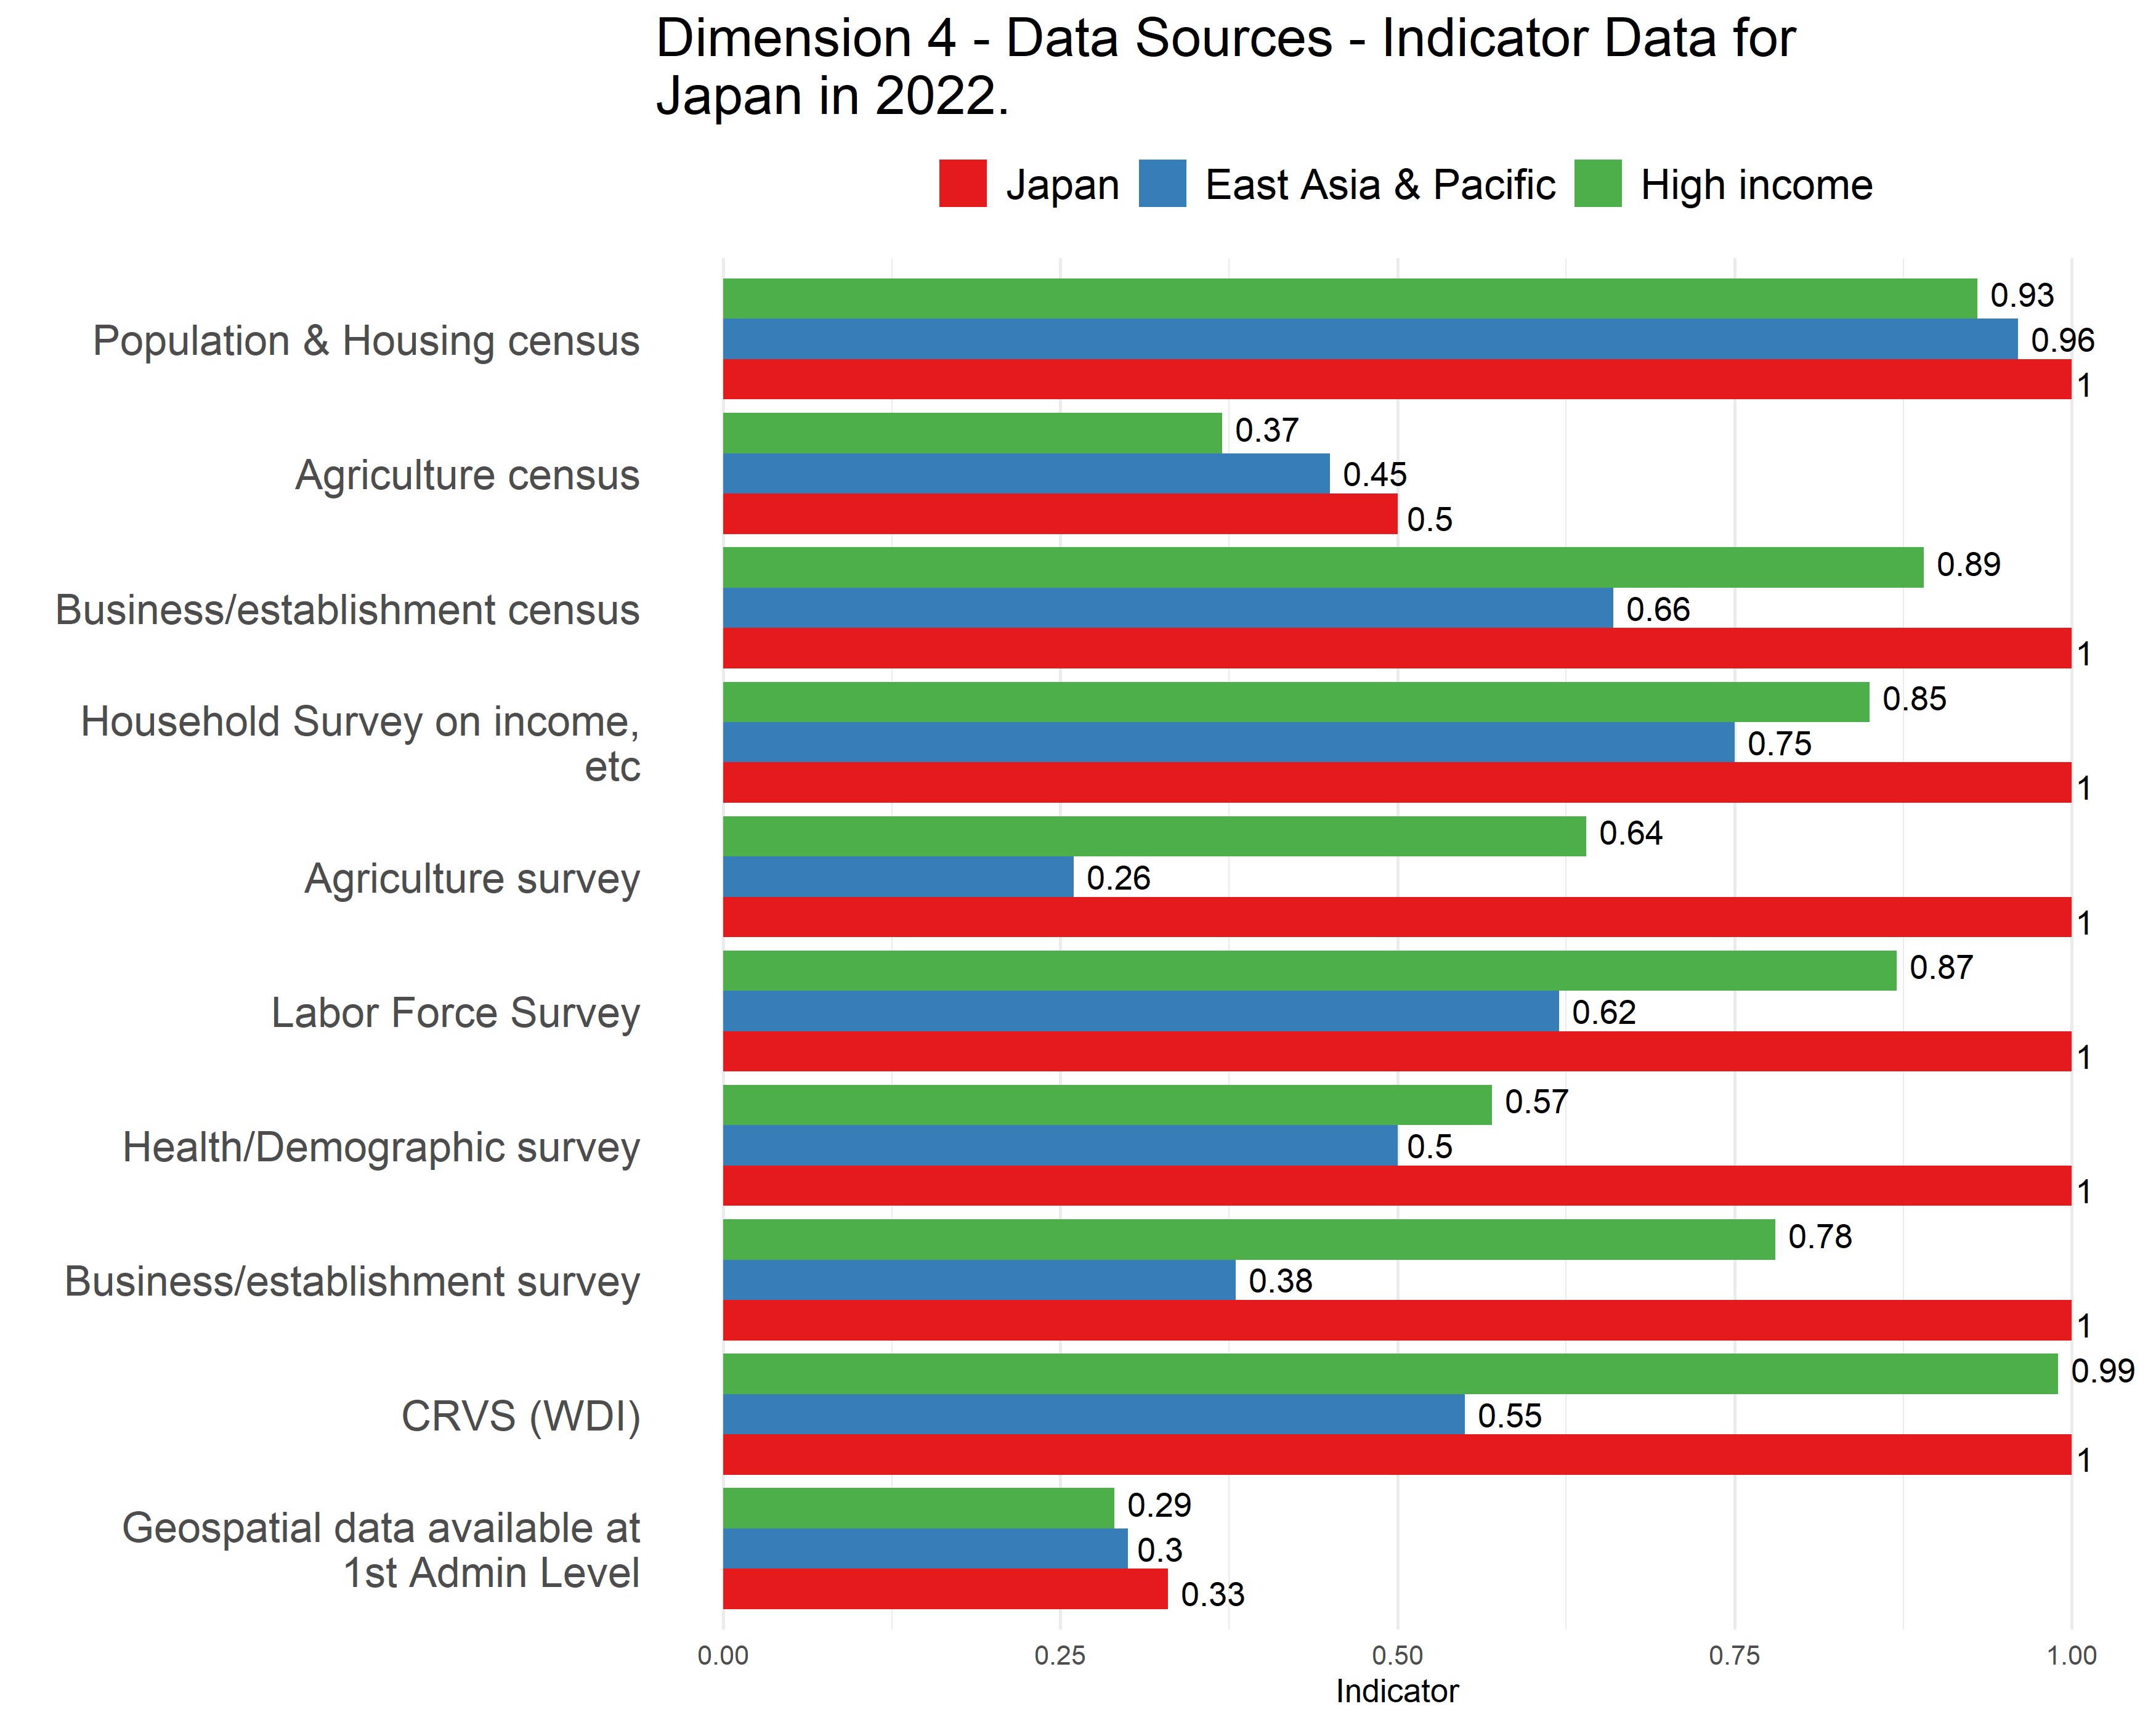 Dimension 4 - Data Sources - Indicator Data for
Japan in 2022.
Japan
East Asia & Pacific
High income
Population & Housing census
0.93
0.96
1
Agriculture census
0.37
0.45
0.5
Business/establishment census
0.89
0.66
1
Household Survey on income,
etc
0.85
0.75
1
Agriculture survey
0.64
0.26
1
Labor Force Survey
0.87
0.62
1
Health/Demographic survey
0.57
0.5
1
Business/establishment survey
0.78
0.38
1
CRVS (WDI)
0.99
0.55
1
Geospatial data available at
1st Admin Level
0.29
0.3
0.33
0.00
0.25
0.50
0.75
1.00
Indicator